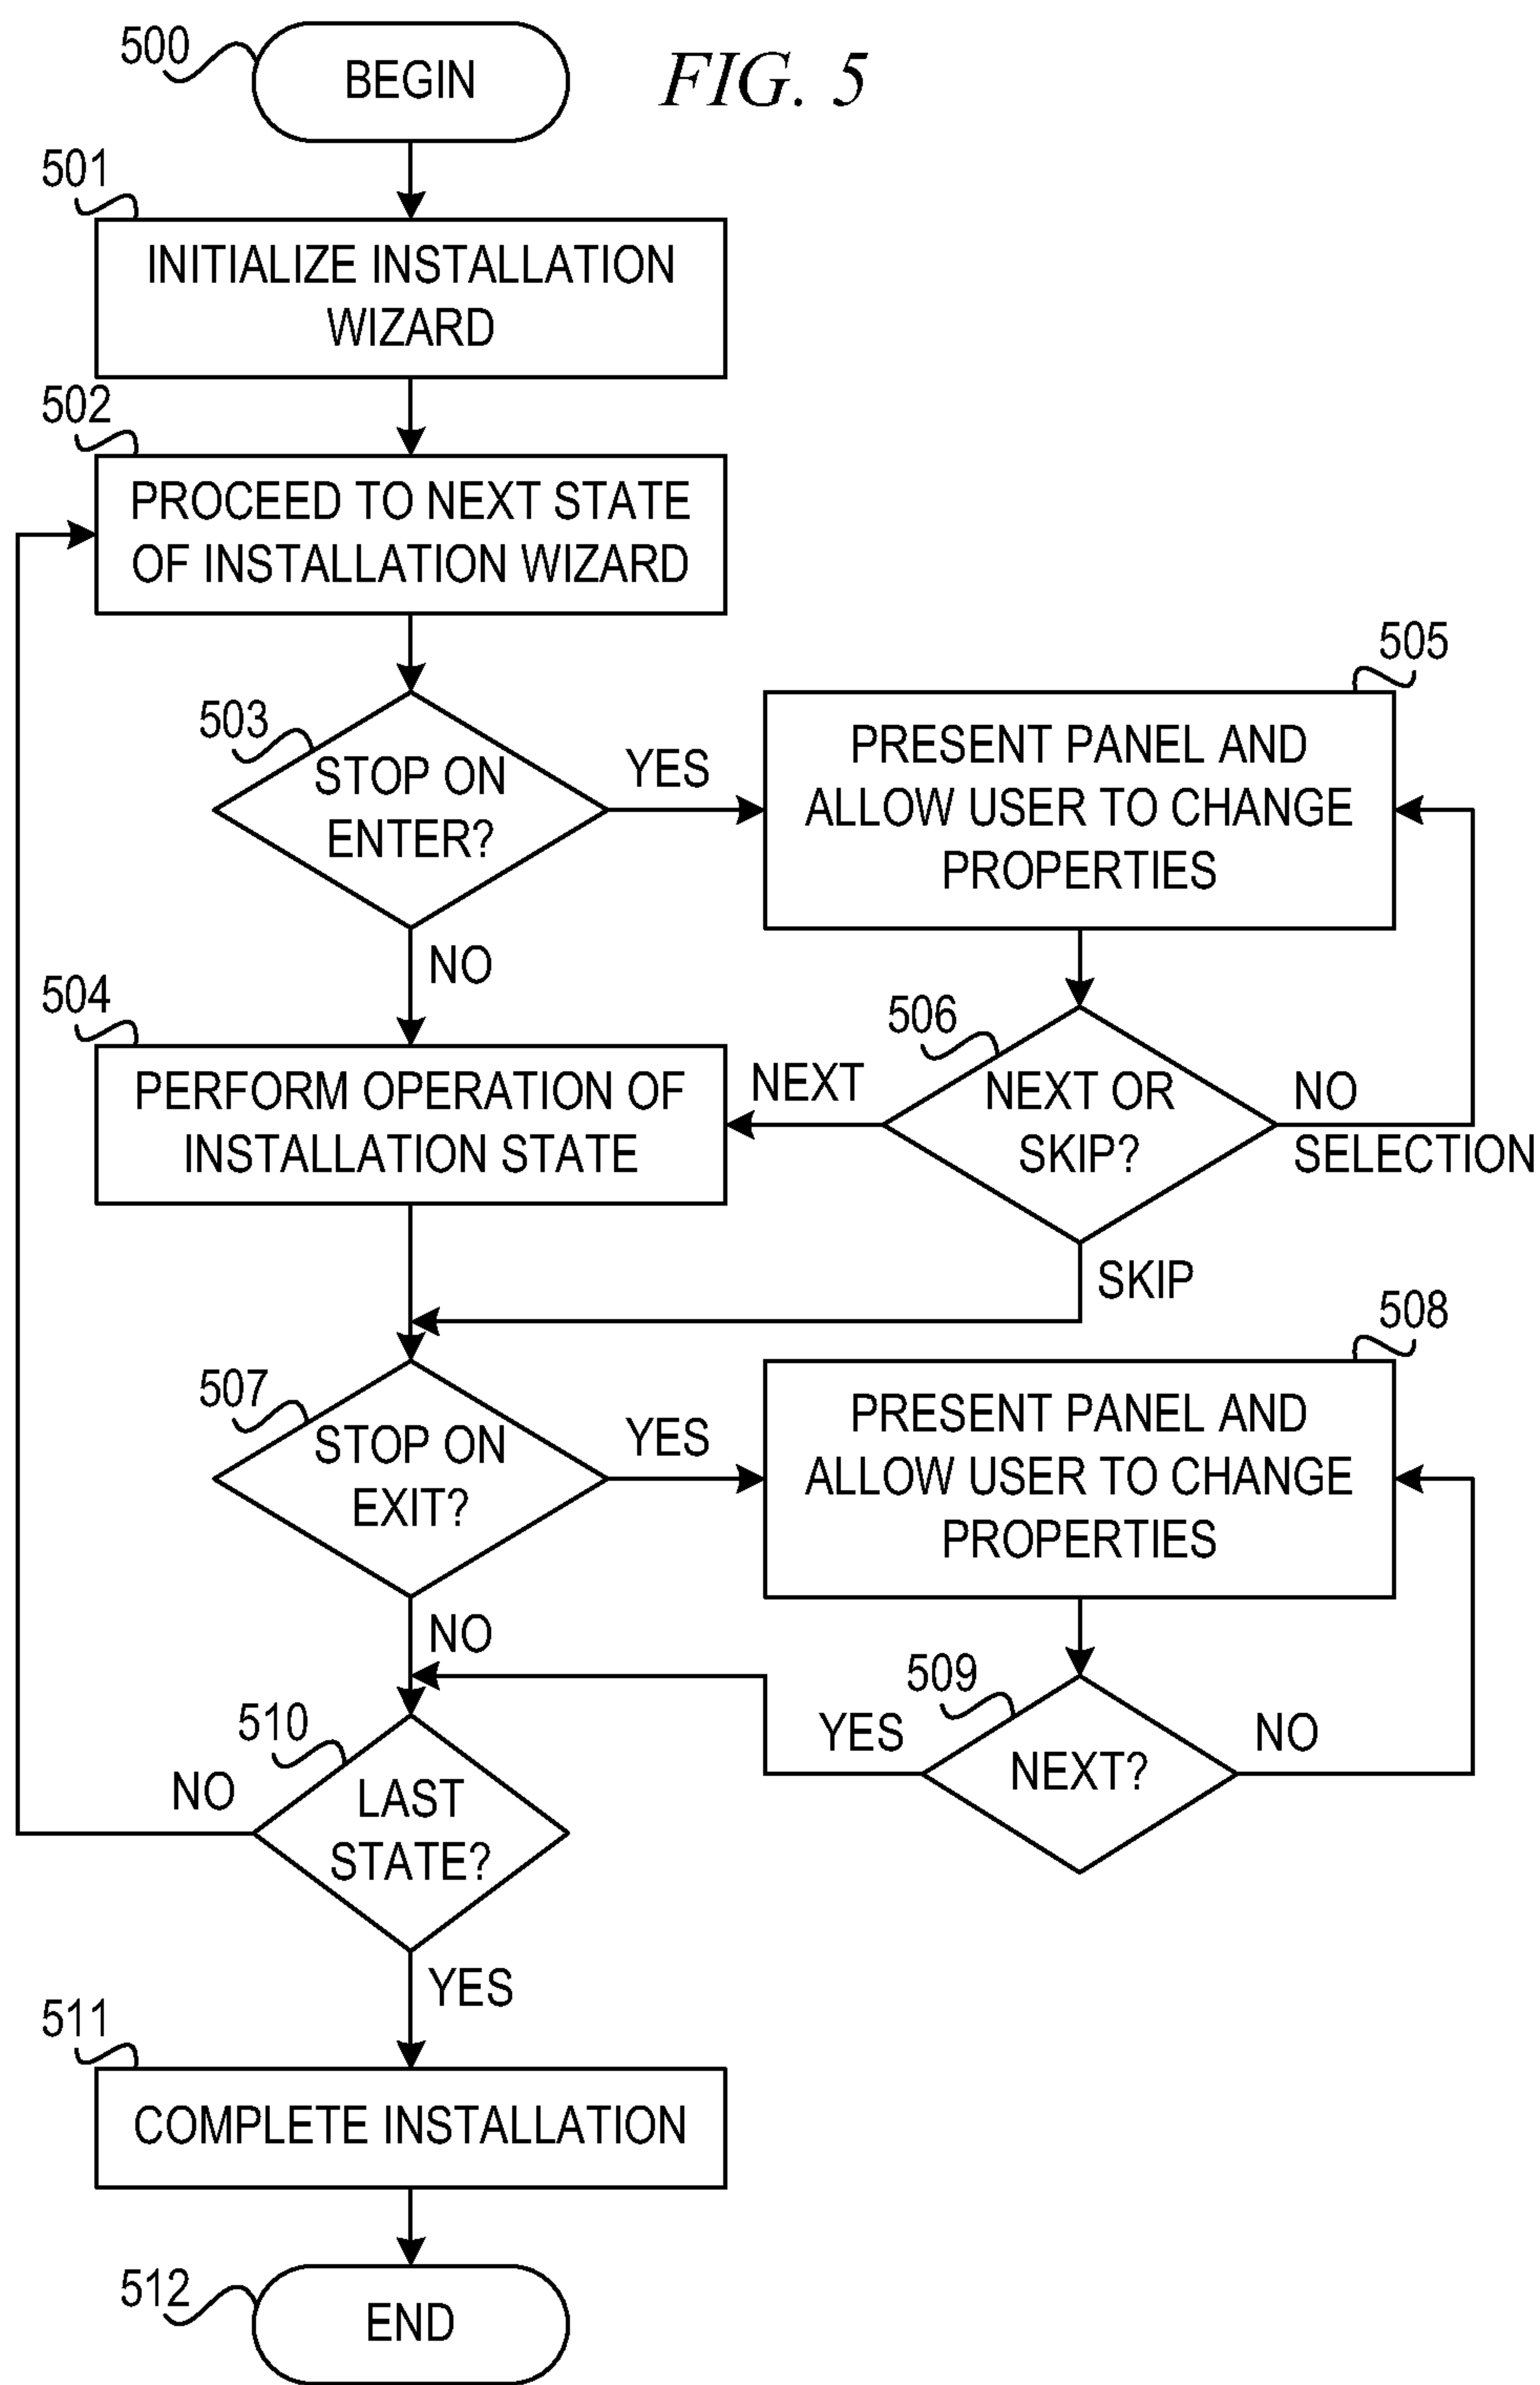 500
BEGIN
FIG. 5
501
INITIALIZE INSTALLATION
WIZARD
502
PROCEED TO NEXT STATE
OF INSTALLATION WIZARD
503
STOP ON
ENTER?
YES
NO
505
PRESENT PANEL AND
ALLOW USER TO CHANGE
PROPERTIES
504
PERFORM OPERATION OF
INSTALLATION STATE
NEXT
506
NEXT OR
SKIP?
NO
SELECTION
SKIP
507
STOP ON
EXIT?
YES
NO
508
PRESENT PANEL AND
ALLOW USER TO CHANGE
PROPERTIES
509
NEXT?
YES
NO
510
LAST
STATE?
NO
YES
511
COMPLETE INSTALLATION
512
END